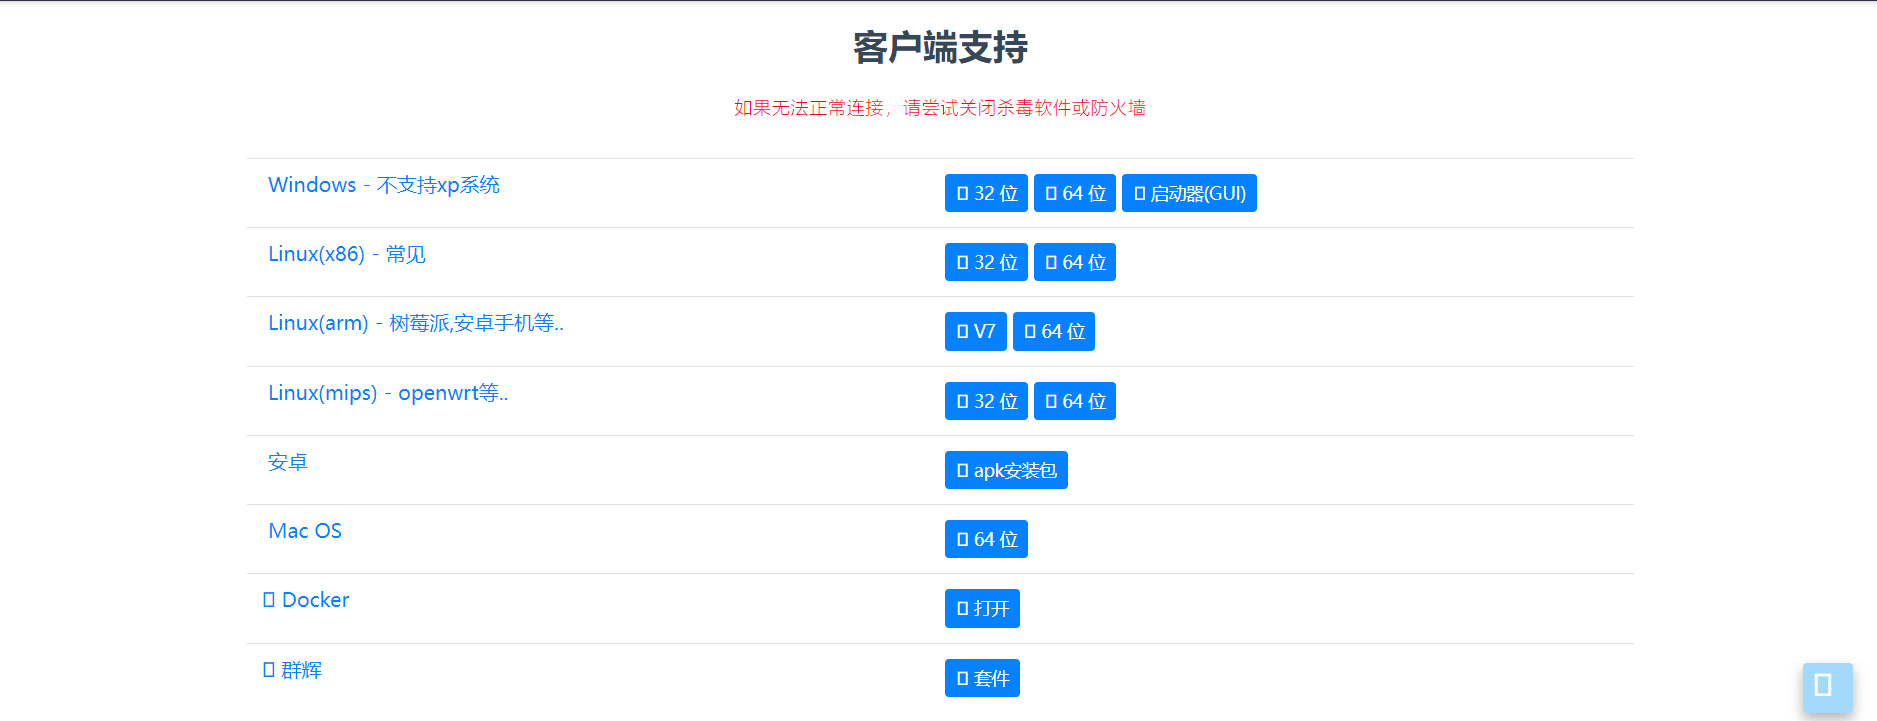 客户端支持
如果无法正常连接，请尝试关闭杀毒软件或防火墙
Windows - 不支持xp系统 32 位 64 位 启动器(GUI)
Linux(x86) - 常见 32 位 64 位
Linux(arm) - 树莓派,安卓手机等.. V7 64 位
Linux(mips) - openwrt等.. 32 位 64 位
安卓 apk安装包
Mac OS 64 位
Docker 打开
群辉 套件